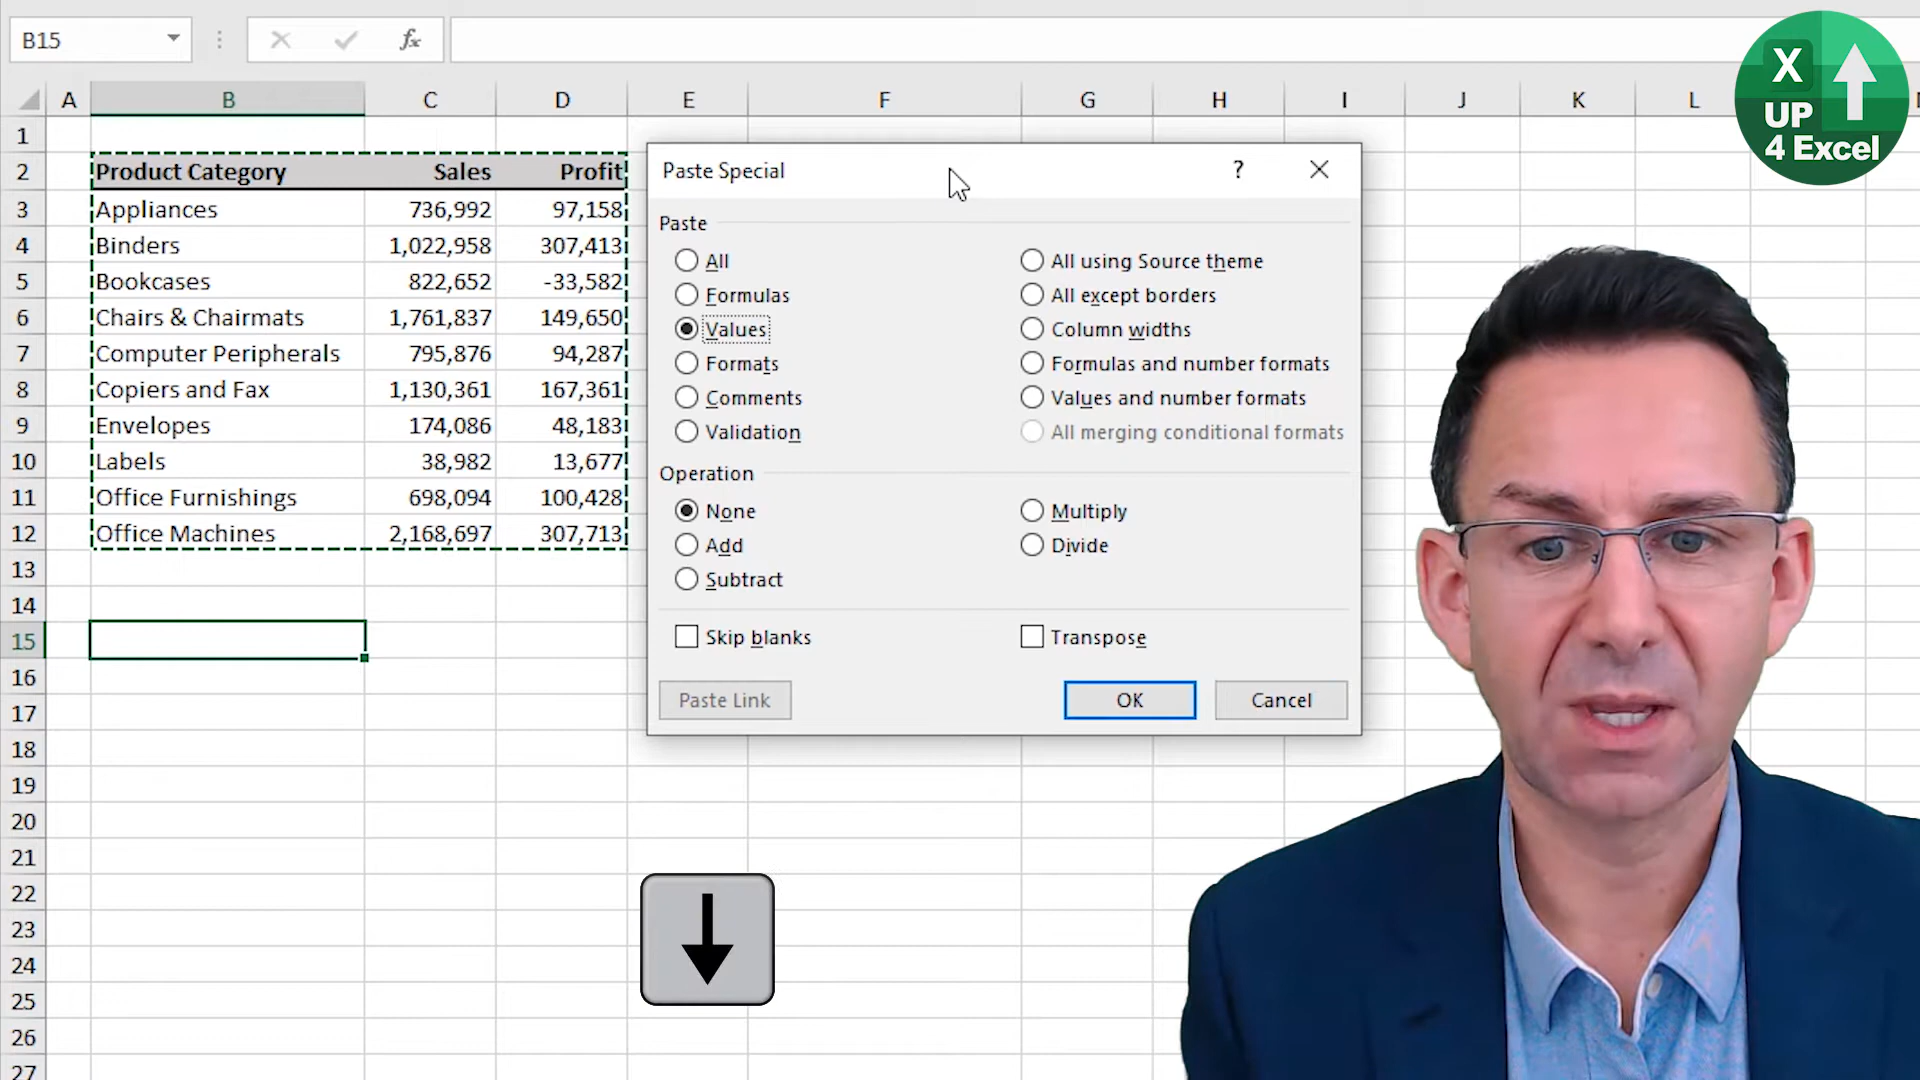 B15
fx
A B C D E F G H I J K L
1
2 Product Category Sales Profit
3 Appliances 736,992 97,158
4 Binders 1,022,958 307,413
5 Bookcases 822,652 -33,582
6 Chairs & Chairmats 1,761,837 149,650
7 Computer Peripherals 795,876 94,287
8 Copiers and Fax 1,130,361 167,361
9 Envelopes 174,086 48,183
10 Labels 38,982 13,677
11 Office Furnishings 698,094 100,428
12 Office Machines 2,168,697 307,713
13
14
15
16
17
18
19
20
21
22
23
24
25
26
27
Paste Special ?
Paste
All All using Source theme
Formulas All except borders
Values Column widths
Formats Formulas and number formats
Comments Values and number formats
Validation All merging conditional formats
Operation
None Multiply
Add Divide
Subtract
Skip blanks Transpose
Paste Link OK Cancel
X
UP
4 Excel